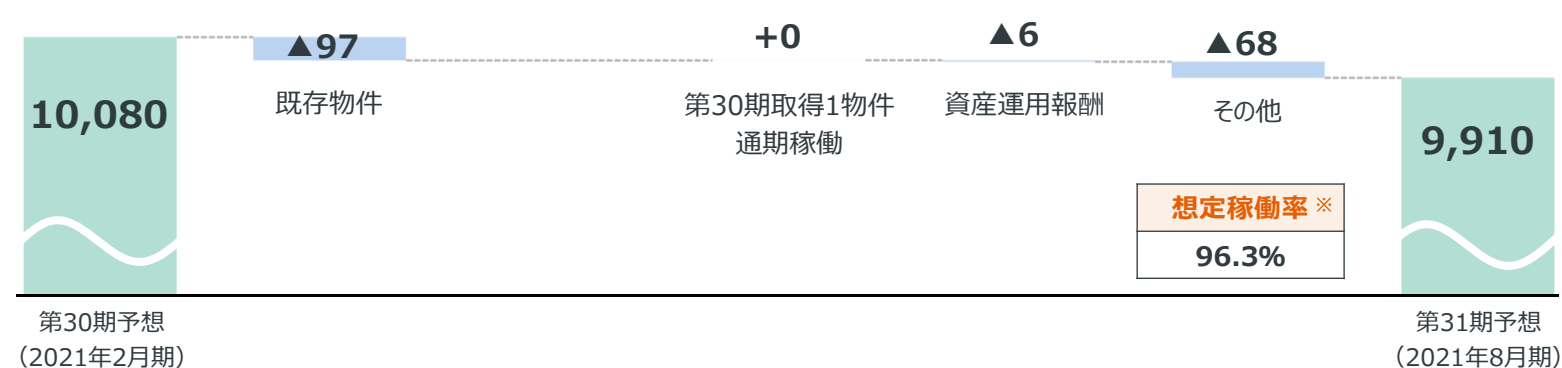 10,080
▲97
既存物件
+0
第30期取得1物件
通期稼働
▲6
資産運用報酬
▲68
その他
想定稼働率 ※
96.3%
9,910
第30期予想
（2021年2月期）
第31期予想
（2021年8月期）